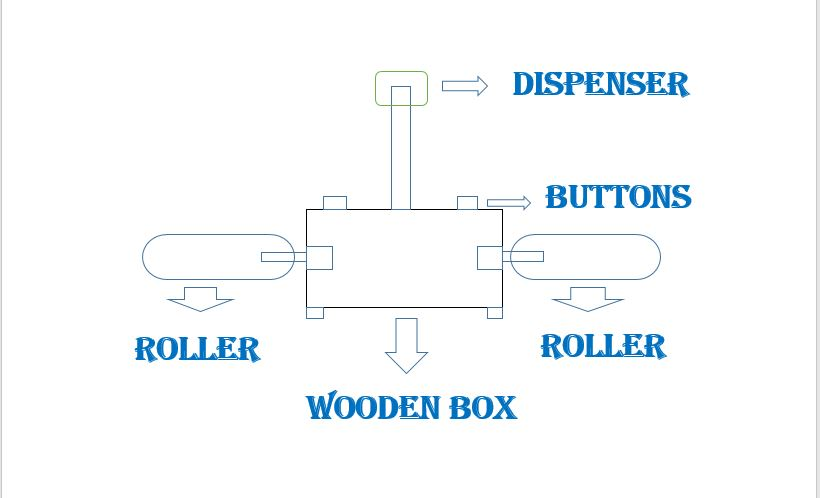 DISPENSER
BUTTONS
ROLLER
ROLLER
WOODEN BOX